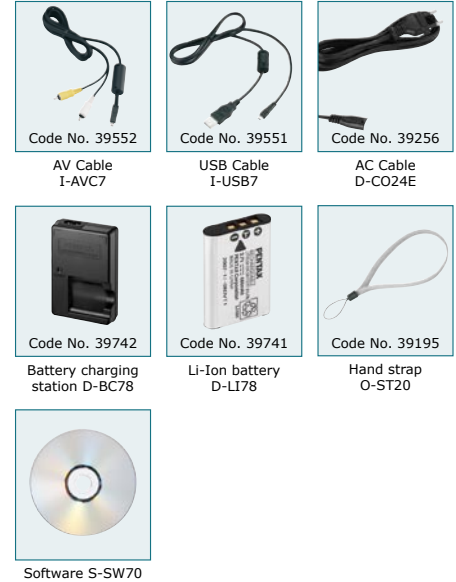 Code No. 39552
AV Cable
I-AVC7
Code No. 39551
USB Cable
I-USB7
Code No. 39256
AC Cable
D-CO24E
Code No. 39742
Battery charging
station D-BC78
PENTAX
Code No. 39741
Li-Ion battery
D-LI78
Code No. 39195
Hand strap
O-ST20
Software S-SW70